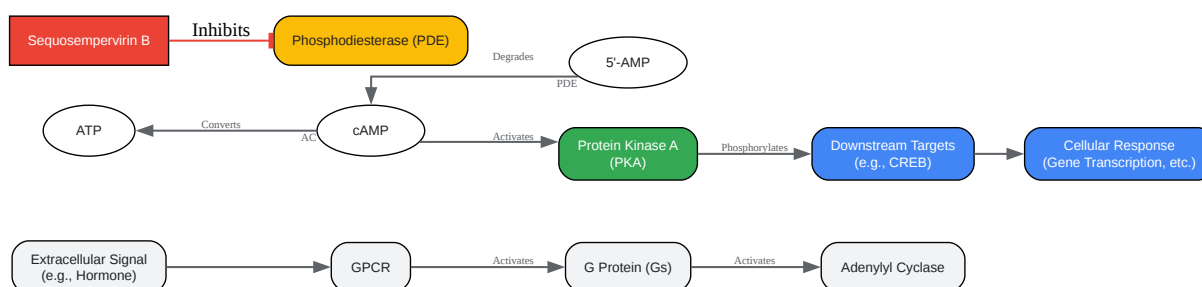 Sequosempervirin B
Inhibits
Phosphodiesterase (PDE)
Degrades
5'-AMP
PDE
ATP
Converts
AC
cAMP
Activates
Protein Kinase A
(PKA)
Phosphorylates
Downstream Targets
(e.g., CREB)
Cellular Response
(Gene Transcription, etc.)
Extracellular Signal
(e.g., Hormone)
GPCR
Activates
G Protein (Gs)
Activates
Adenylyl Cyclase